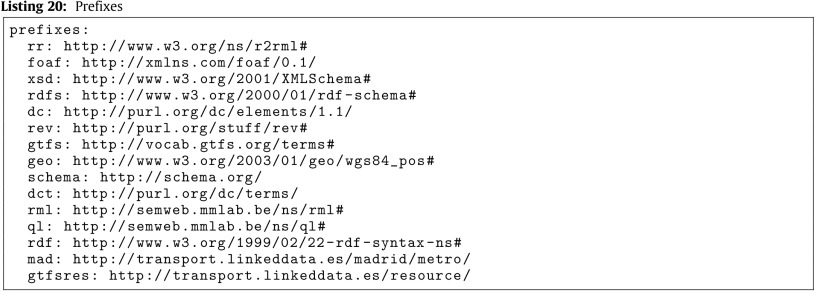 Listing 20: Prefixes
prefixes:
rr: http://www.w3.org/ns/r2rml#
foaf: http://xmlns.com/foaf/0.1/
xsd: http://www.w3.org/2001/XMLSchema#
rdfs: http://www.w3.org/2000/01/rdf-schema#
dc: http://purl.org/dc/elements/1.1/
rev: http://purl.org/stuff/rev#
gtfs: http://vocab.gtfs.org/terms#
geo: http://www.w3.org/2003/01/geo/wgs84_pos#
schema: http://schema.org/
dct: http://purl.org/dc/terms/
rml: http://semweb.mmlab.be/ns/rml#
ql: http://semweb.mmlab.be/ns/ql#
rdf: http://www.w3.org/1999/02/22-rdf-syntax-ns#
mad: http://transport.linkeddata.es/madrid/metro/
gtfsres: http://transport.linkeddata.es/resource/